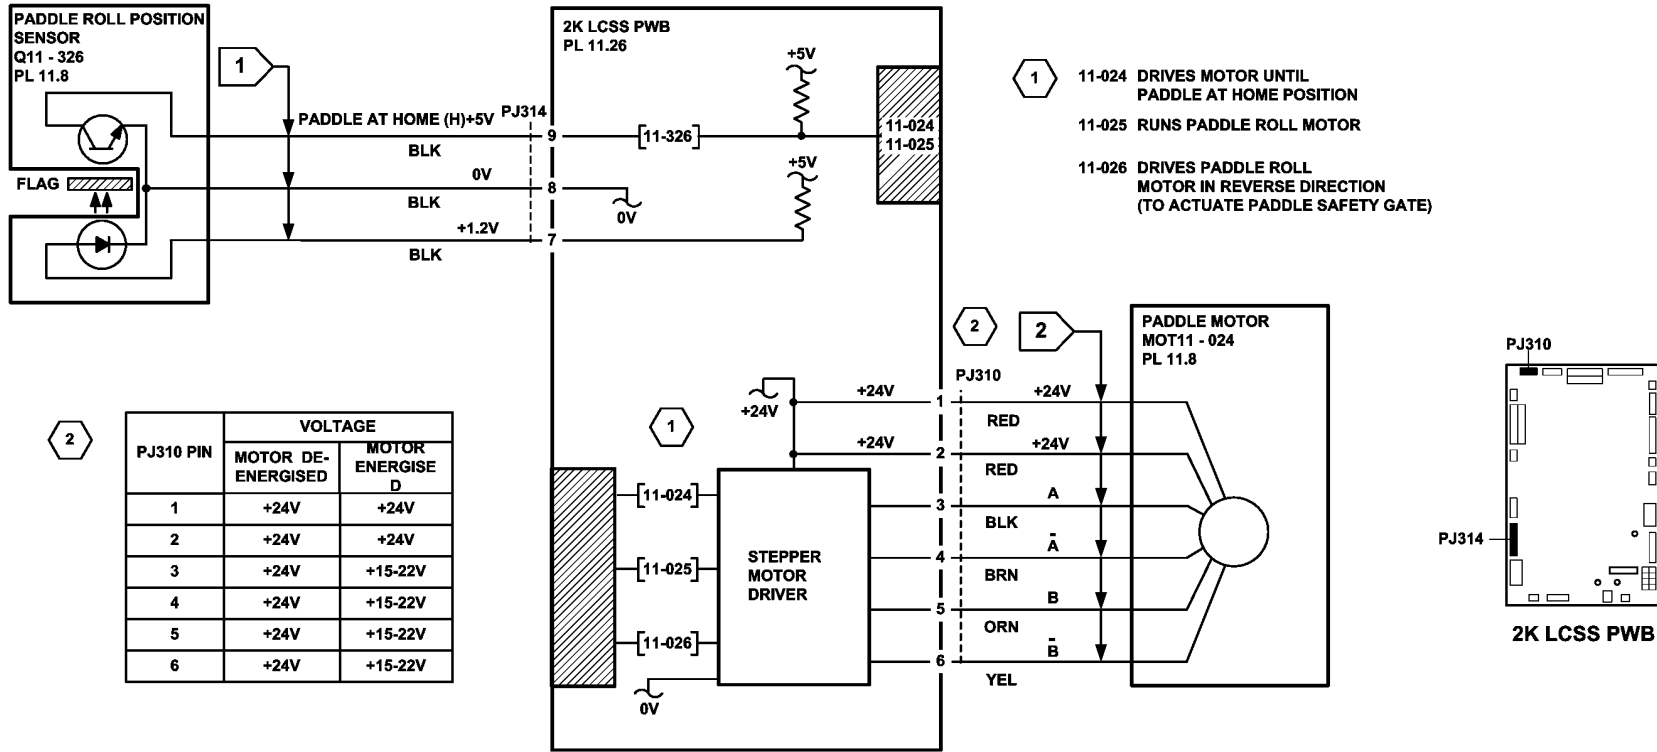 PADDLE ROLL POSITION
SENSOR
Q11 - 326
PL 11.8
1
FLAG
PADDLE AT HOME (H)+5V
PJ314
BLK
0V
BLK
+1.2V
BLK
2K LCSS PWB
PL 11.26
9
8
7
[11-326]
+5V
+5V
0V
11-024
11-025
1
11-024 DRIVES MOTOR UNTIL
PADDLE AT HOME POSITION
11-025 RUNS PADDLE ROLL MOTOR
11-026 DRIVES PADDLE ROLL
MOTOR IN REVERSE DIRECTION
(TO ACTUATE PADDLE SAFETY GATE)
2
PJ310 PIN
VOLTAGE
MOTOR DE-
ENERGISED
MOTOR
ENERGISE
D
1 +24V +24V
2 +24V +24V
3 +24V +15-22V
4 +24V +15-22V
5 +24V +15-22V
6 +24V +15-22V
1
[11-024]
[11-025]
[11-026]
0V
+24V
STEPPER
MOTOR
DRIVER
+24V
+24V
1
2
3
4
5
6
2
2
PJ310
+24V
RED
+24V
RED
A
BLK
A̅
BRN
B
ORN
B̅
YEL
PADDLE MOTOR
MOT11 - 024
PL 11.8
PJ310
PJ314
2K LCSS PWB